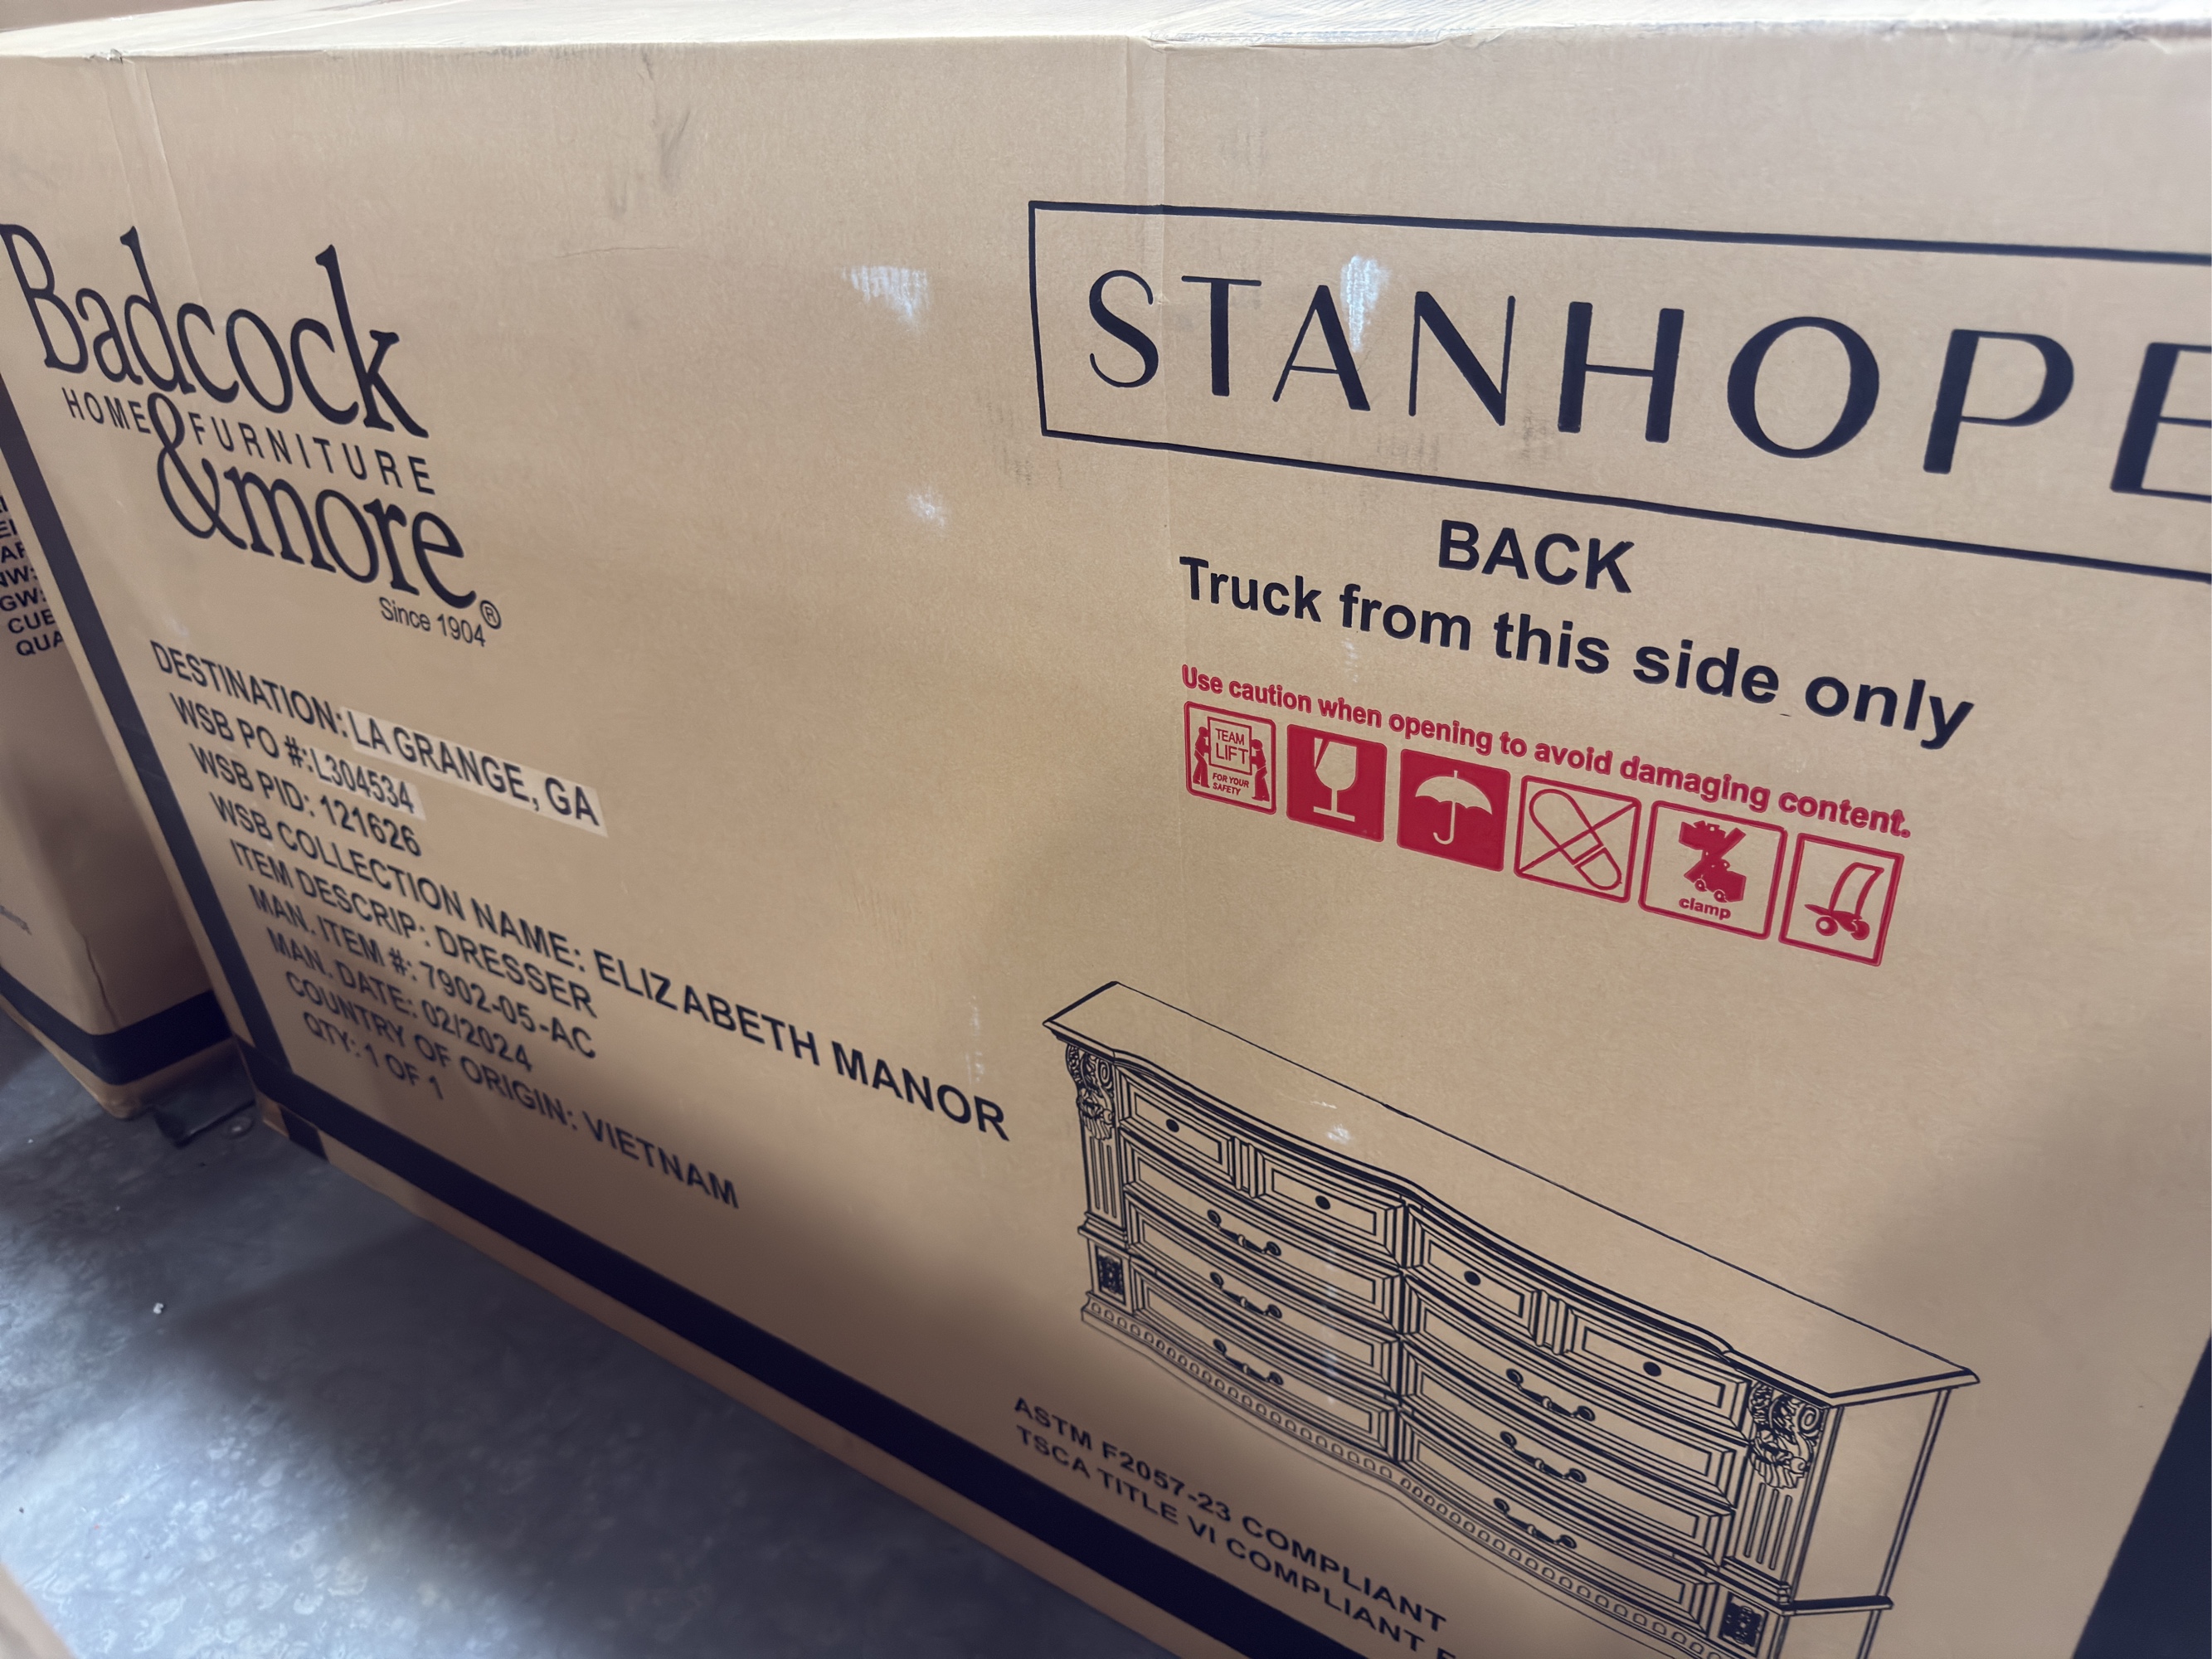 Badcock
HOME FURNITURE
&more
®
Since 1904
DESTINATION: LA GRANGE, GA
WSB PO #: L304534
WSB PID: 121626
WSB COLLECTION NAME: ELIZABETH MANOR
ITEM DESCRIP: DRESSER
MAN. ITEM #: 7902-05-AC
MAN. DATE: 02/2024
COUNTRY OF ORIGIN: VIETNAM
QTY: 1 OF 1
STANHOPE
BACK
Truck from this side only
Use caution when opening to avoid damaging content.
TEAM
LIFT
FOR YOUR
SAFETY
clamp
ASTM F2057-23 COMPLIANT
TSCA TITLE VI COMPLIANT
NW:
GW: